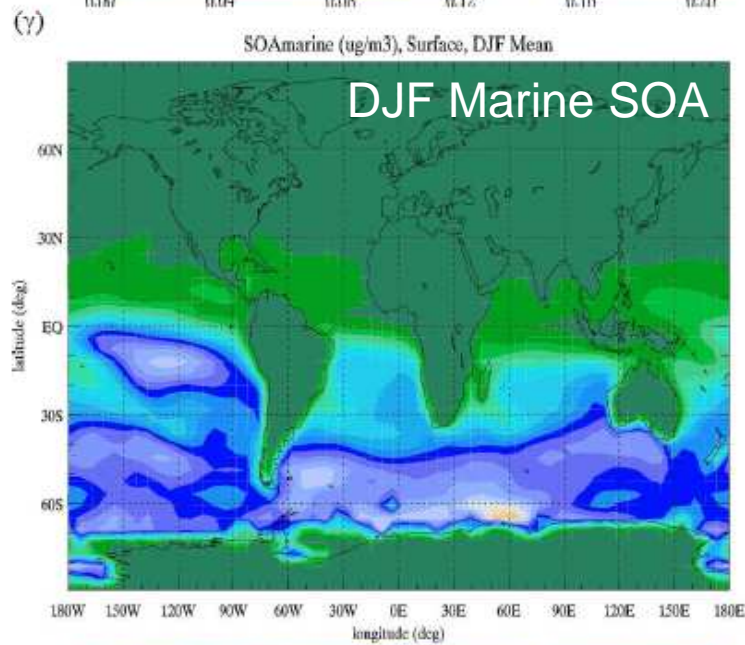 (γ)
SOAmarine (ug/m3), Surface, DJF Mean
DJF Marine SOA
60N
30N
EQ
30S
60S
latitude (deg)
180W 150W 120W 90W 60W 30W 0E 30E 60E 90E 120E 150E 180E
longitude (deg)